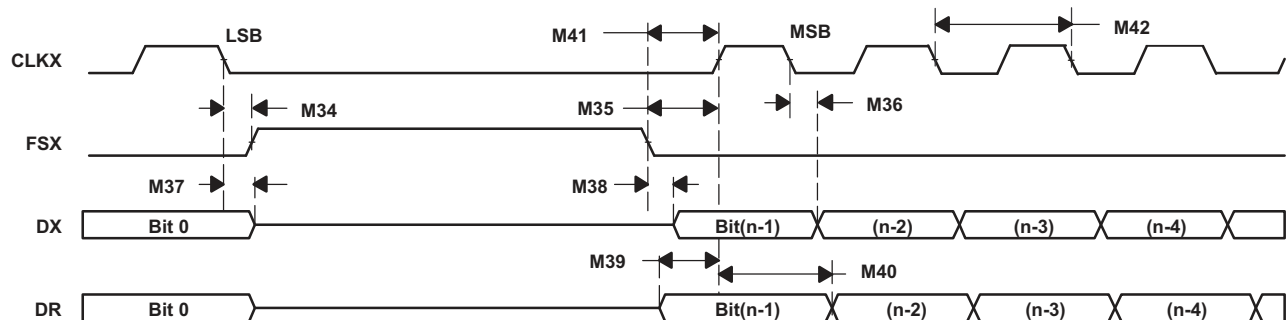 LSB
M41
MSB
M42
CLKX
M34
M35
M36
FSX
M37
M38
DX
Bit 0
Bit(n-1)
(n-2)
(n-3)
(n-4)
M39
M40
DR
Bit 0
Bit(n-1)
(n-2)
(n-3)
(n-4)